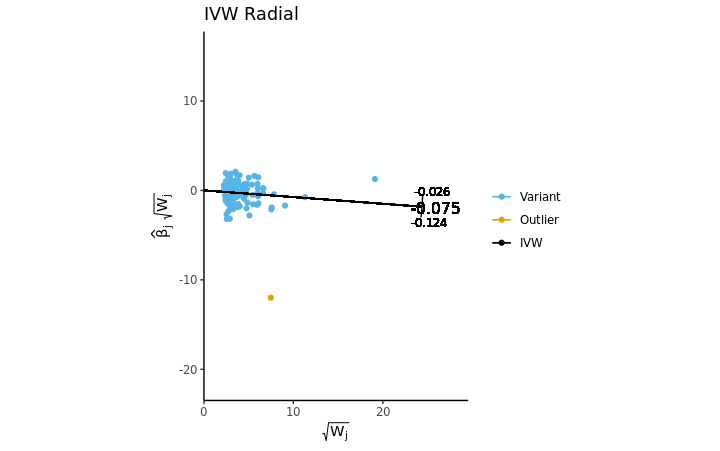 IVW Radial
10
0
-10
-20
β̂j √Wj
0
10
20
√Wj
-0.026
-0.075
-0.124
Variant
Outlier
IVW